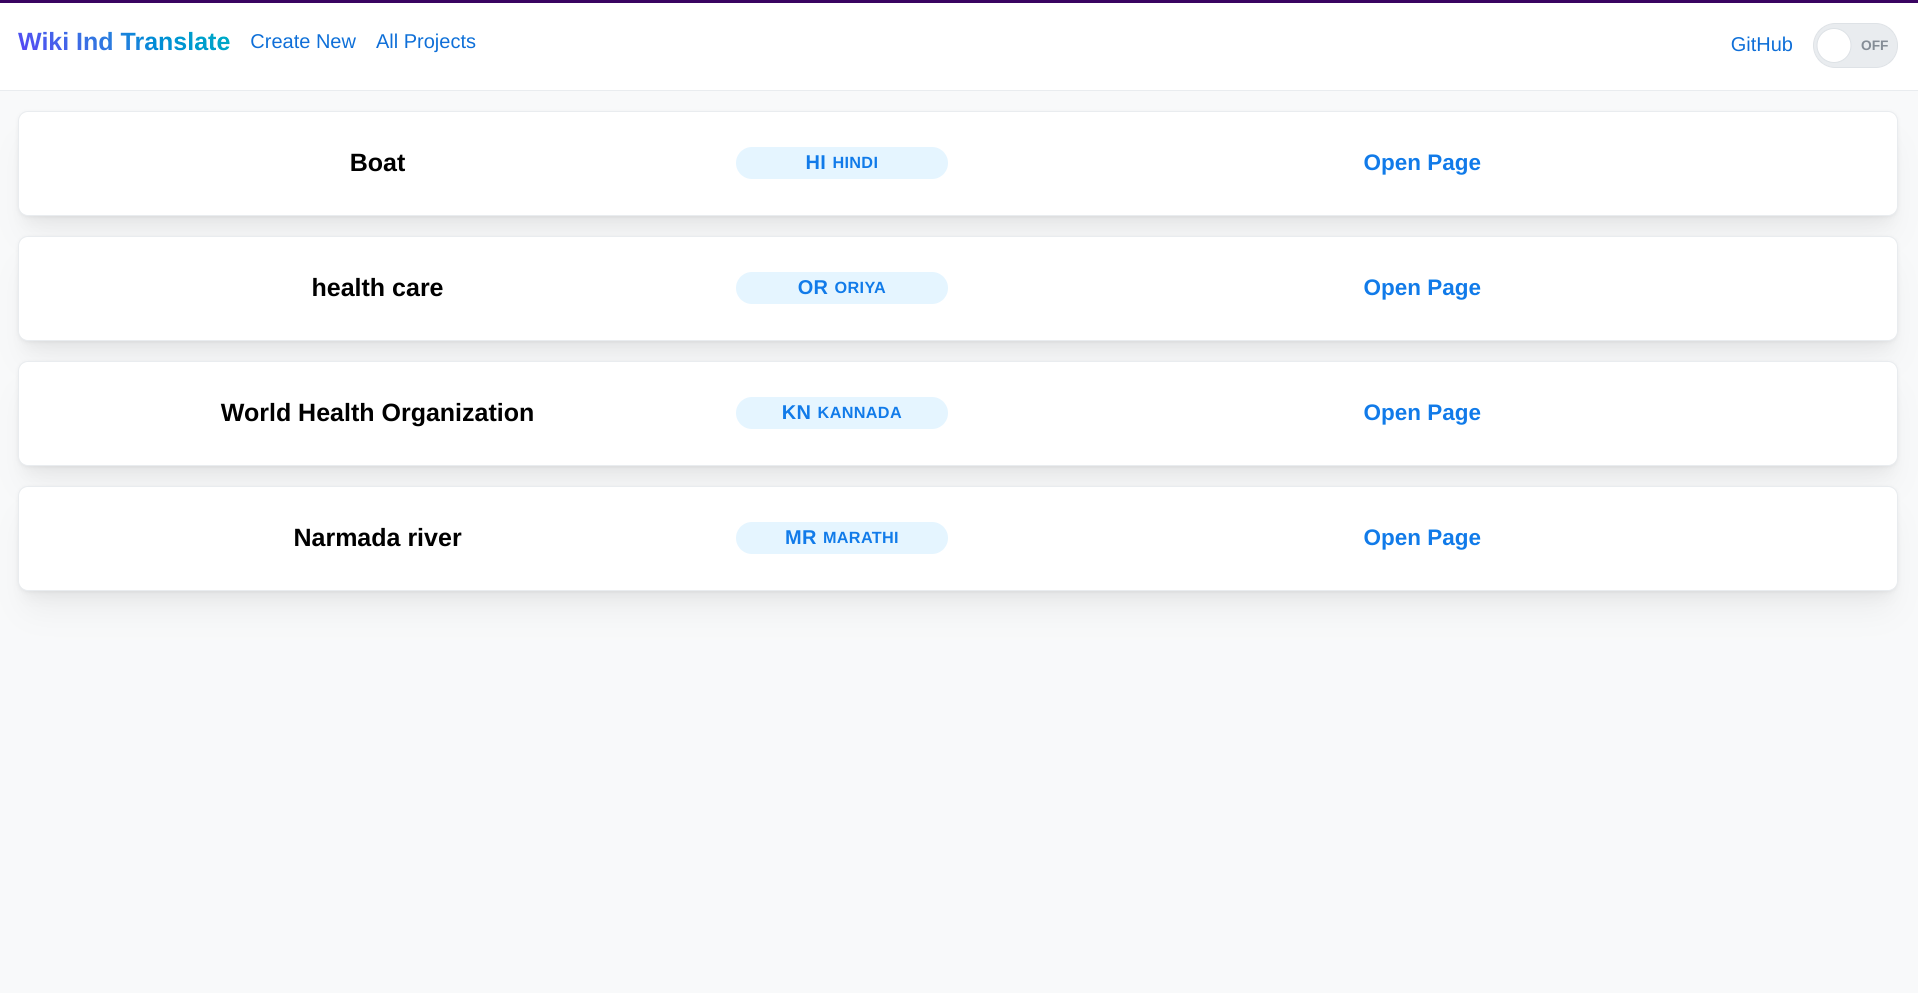 Wiki Ind Translate Create New All Projects GitHub OFF
Boat HI HINDI Open Page
health care OR ORIYA Open Page
World Health Organization KN KANNADA Open Page
Narmada river MR MARATHI Open Page